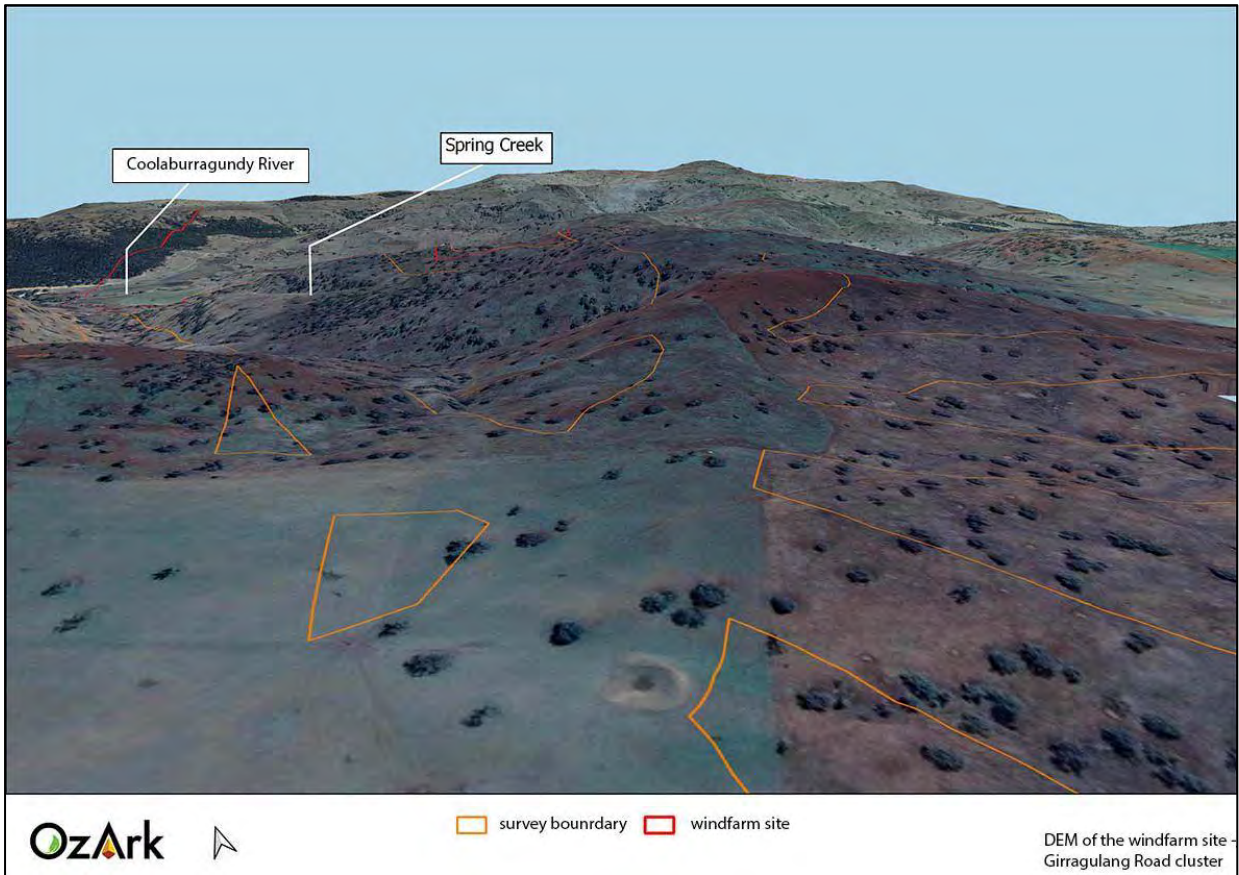 Coolaburragundy River
Spring Creek
OzArk
survey bounrdary
windfarm site
DEM of the windfarm site -
Girragulang Road cluster